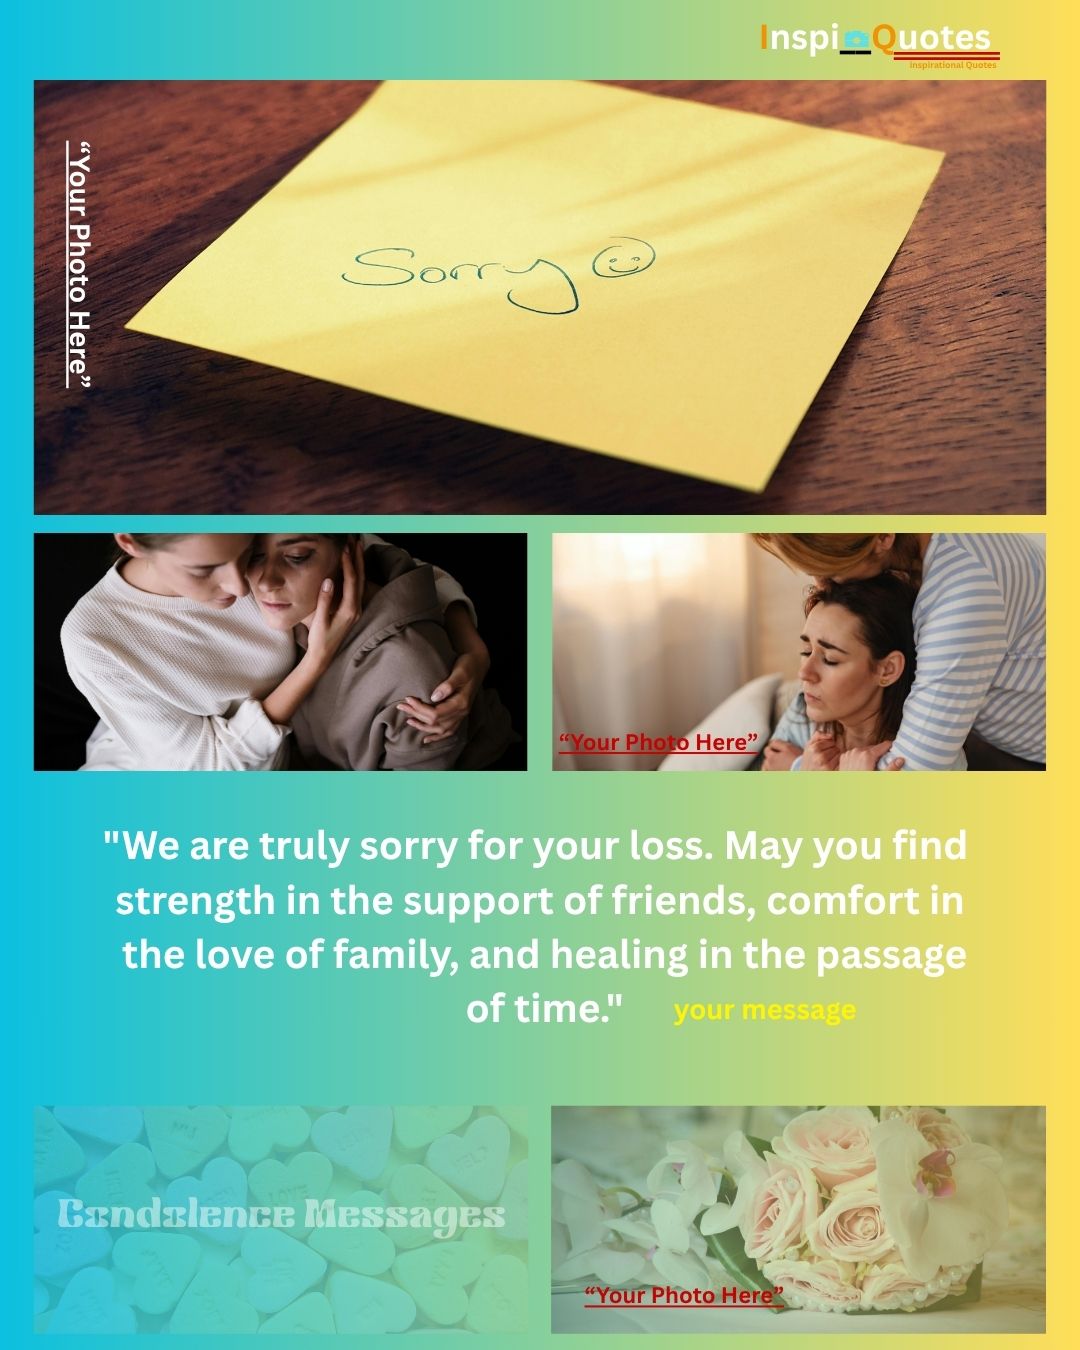 Inspi Quotes
Inspirational Quotes
“Your Photo Here”
Sorry
“Your Photo Here”
"We are truly sorry for your loss. May you find
strength in the support of friends, comfort in
the love of family, and healing in the passage
of time."
your message
Condolence Messages
“Your Photo Here”